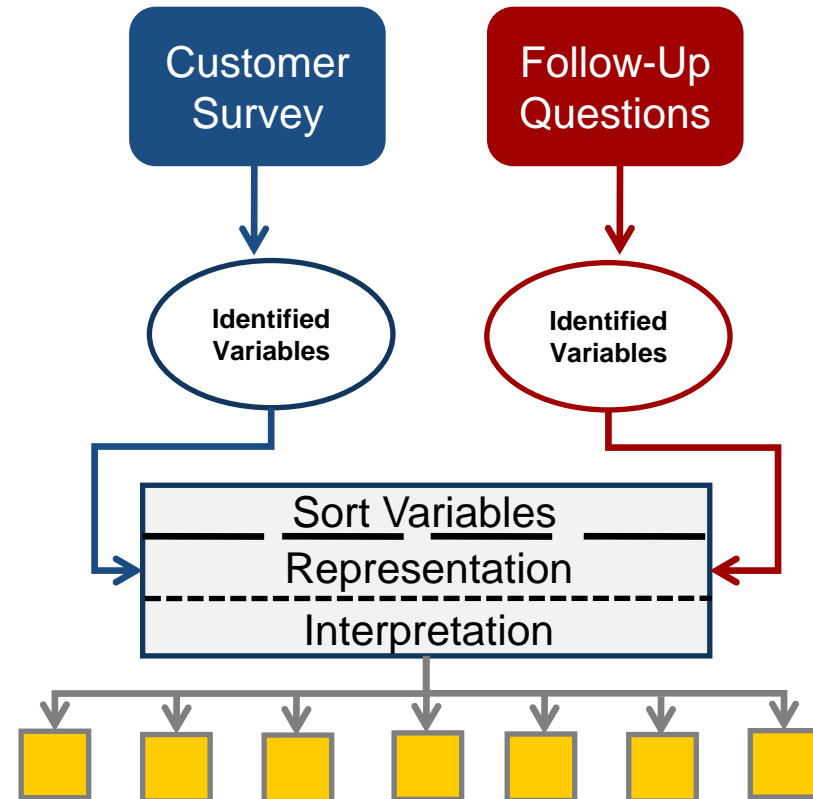 Customer
Survey
Follow-Up
Questions
Identified
Variables
Identified
Variables
Sort Variables
Representation
Interpretation